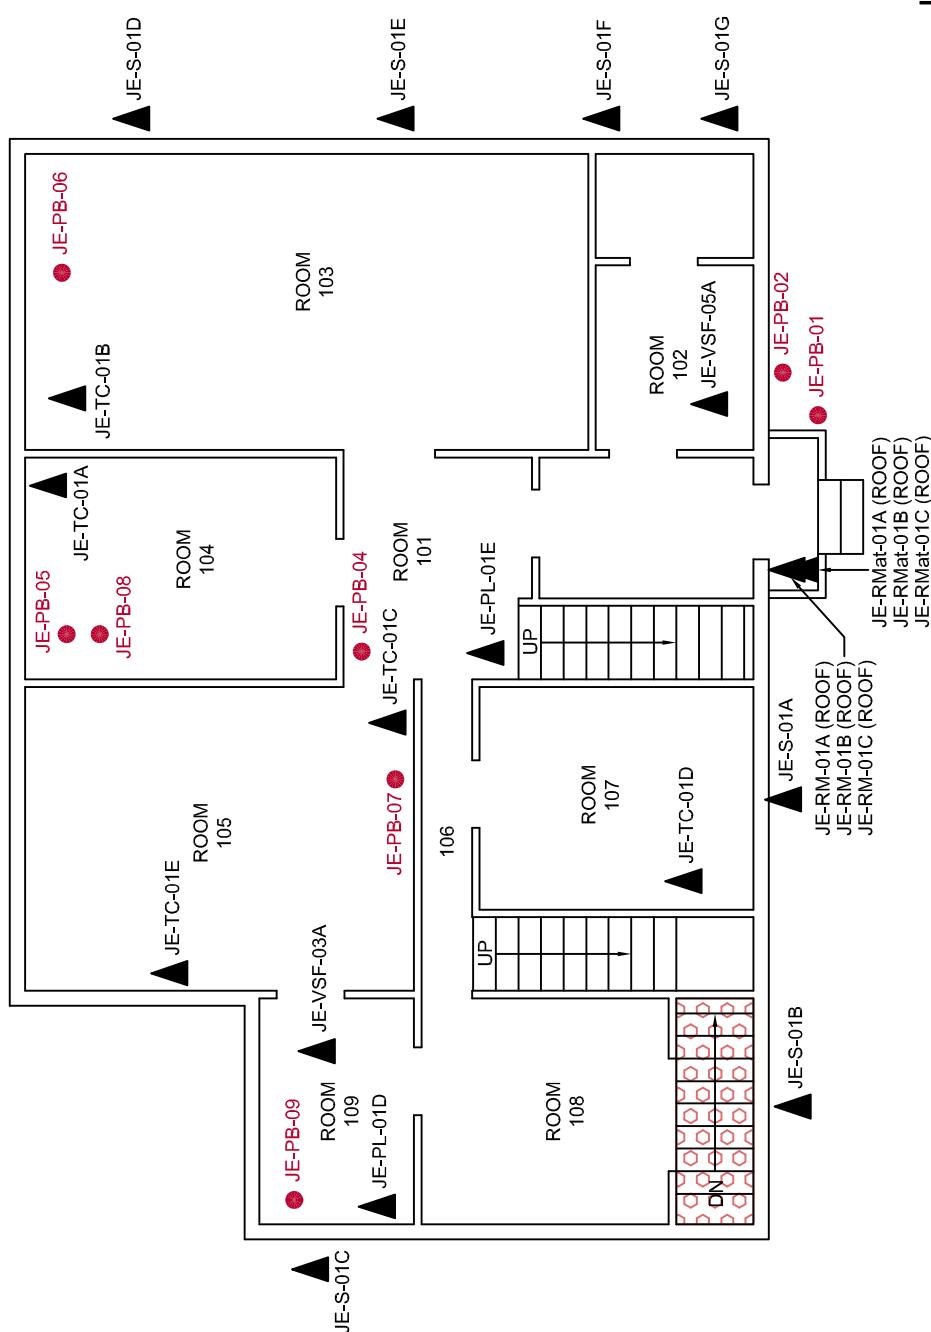 JE-S-01D
JE-S-01E
JE-S-01F
JE-S-01G
JE-PB-06
ROOM
103
JE-TC-01B
JE-PB-02
JE-PB-01
ROOM
102
JE-VSF-05A
JE-TC-01A
ROOM
104
JE-PB-05
JE-PB-08
ROOM
101
JE-PB-04
JE-TC-01C
JE-PL-01E
UP
JE-RMat-01A (ROOF)
JE-RMat-01B (ROOF)
JE-RMat-01C (ROOF)
JE-RM-01A (ROOF)
JE-RM-01B (ROOF)
JE-RM-01C (ROOF)
JE-S-01A
ROOM
105
JE-PB-07
106
ROOM
107
JE-TC-01D
JE-TC-01E
UP
JE-VSF-03A
ROOM
109
JE-PB-09
JE-PL-01D
ROOM
108
DN
JE-S-01B
JE-S-01C